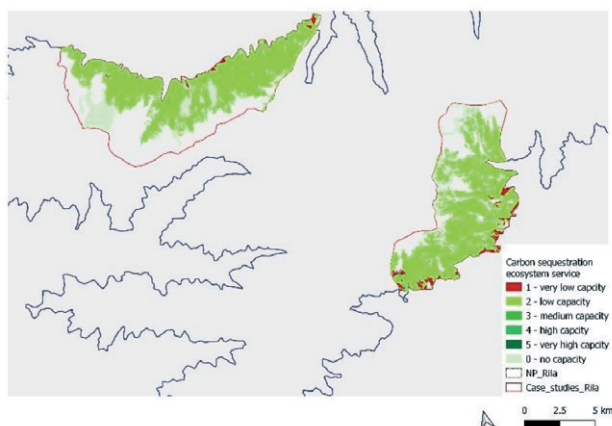 Carbon sequestration
ecosystem service
1 - very low capcity
2 - low capacity
3 - medium capacity
4 - high capcity
5 - very high capcity
0 - no capacity
NP_Rila
Case_studies_Rila
0 2.5 5 km